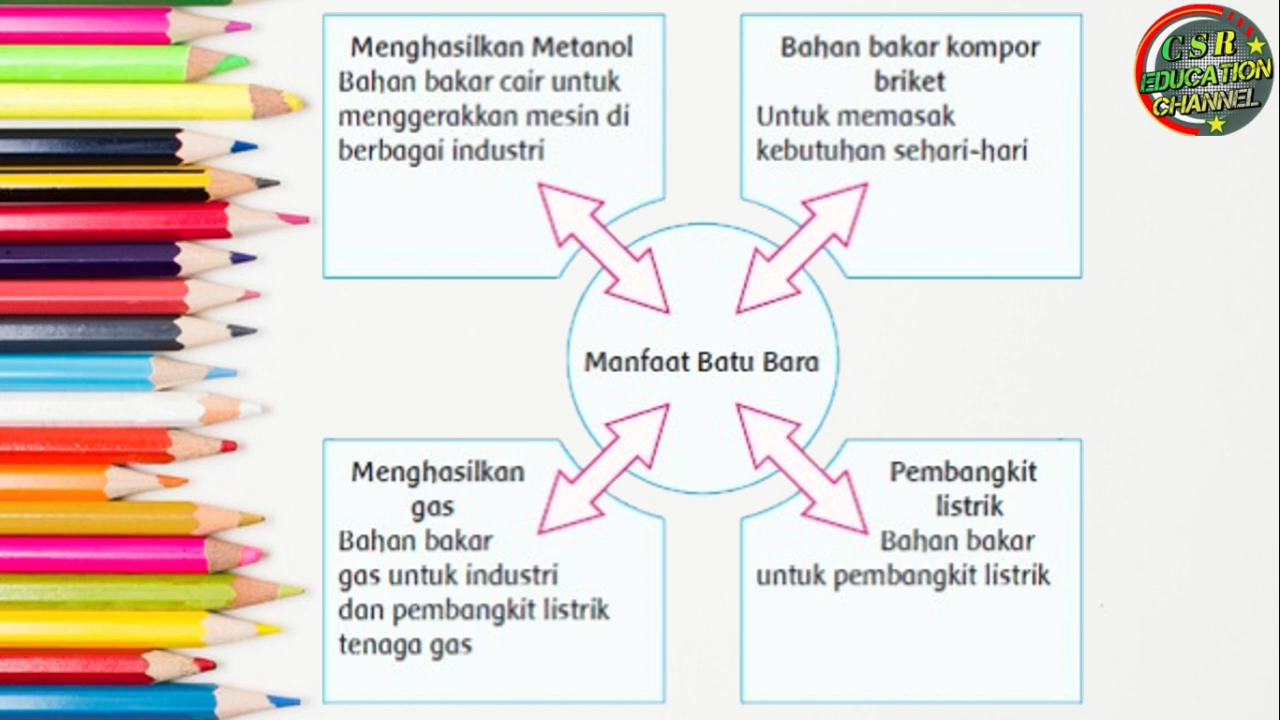 Menghasilkan Metanol
Bahan bakar cair untuk
menggerakkan mesin di
berbagai industri
Bahan bakar kompor
briket
Untuk memasak
kebutuhan sehari-hari
CSR
EDUCATION
CHANNEL
Manfaat Batu Bara
Menghasilkan
gas
Bahan bakar
gas untuk industri
dan pembangkit listrik
tenaga gas
Pembangkit
listrik
Bahan bakar
untuk pembangkit listrik